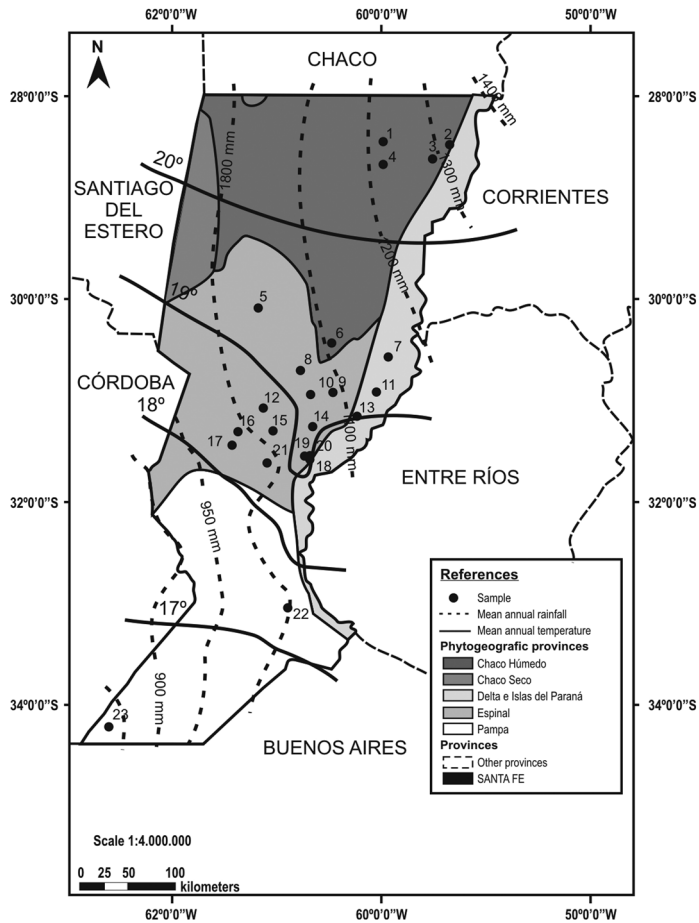 62°0'0"W 60°0'0"W 50°0'0"W
N
CHACO
1400 mm
28°0'0"S 28°0'0"S
1 2
3
4
1800 mm
1300 mm
20º
SANTIAGO
DEL
ESTERO
CORRIENTES
1200 mm
19º
30°0'0"S 30°0'0"S
5
6
7
8
CÓRDOBA
10 9 11
12
18º
13
16 15 14
17
1100 mm
21 19 20
18
ENTRE RÍOS
32°0'0"S 32°0'0"S
950 mm
17º
22
900 mm
23
34°0'0"S 34°0'0"S
BUENOS AIRES
References
Sample
Mean annual rainfall
Mean annual temperature
Phytogeografic provinces
Chaco Húmedo
Chaco Seco
Delta e Islas del Paraná
Espinal
Pampa
Provinces
Other provinces
SANTA FE
Scale 1:4.000.000
0 25 50 100
kilometers
62°0'0"W 60°0'0"W 50°0'0"W